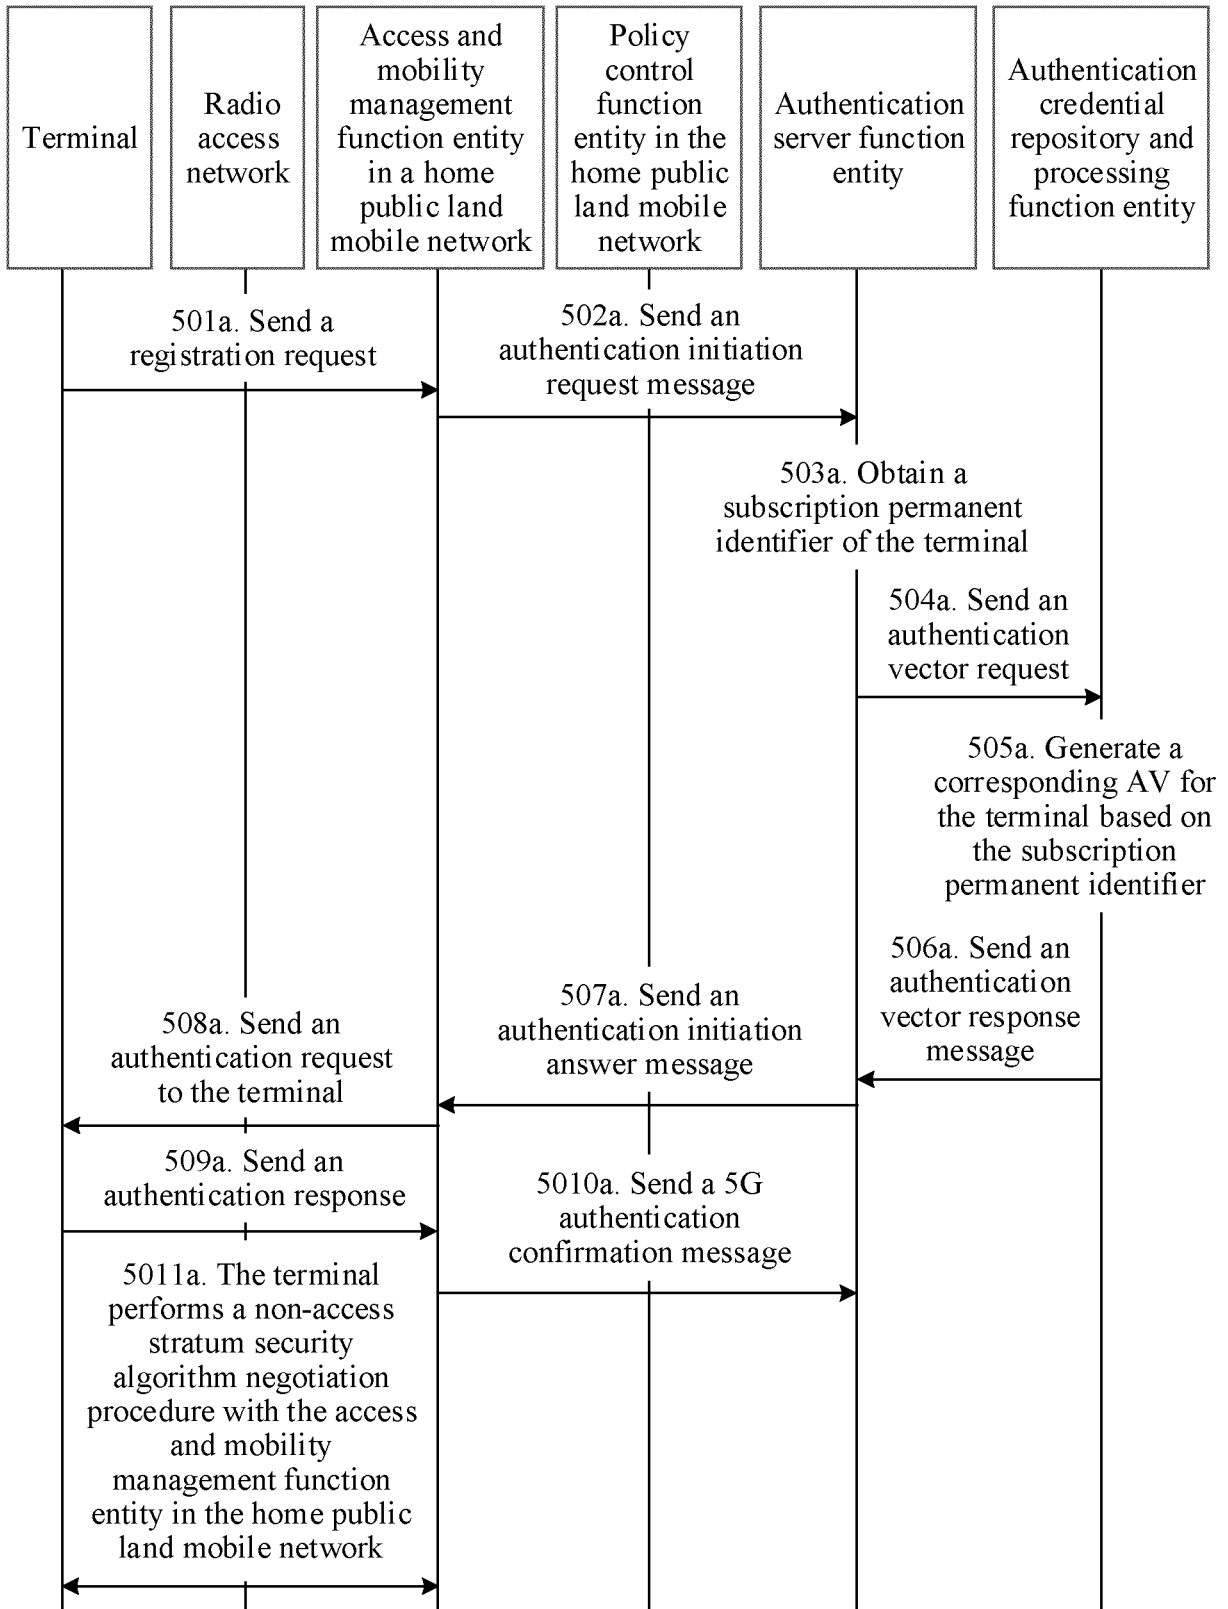 Terminal
Radio
access
network
Access and
mobility
management
function entity
in a home
public land
mobile network
Policy
control
function
entity in the
home public
land mobile
network
Authentication
server function
entity
Authentication
credential
repository and
processing
function entity
501a. Send a
registration request
502a. Send an
authentication initiation
request message
503a. Obtain a
subscription permanent
identifier of the terminal
504a. Send an
authentication
vector request
505a. Generate a
corresponding AV for
the terminal based on
the subscription
permanent identifier
506a. Send an
authentication
vector response
message
507a. Send an
authentication initiation
answer message
508a. Send an
authentication request
to the terminal
509a. Send an
authentication response
5010a. Send a 5G
authentication
confirmation message
5011a. The terminal
performs a non-access
stratum security
algorithm negotiation
procedure with the access
and mobility
management function
entity in the home public
land mobile network